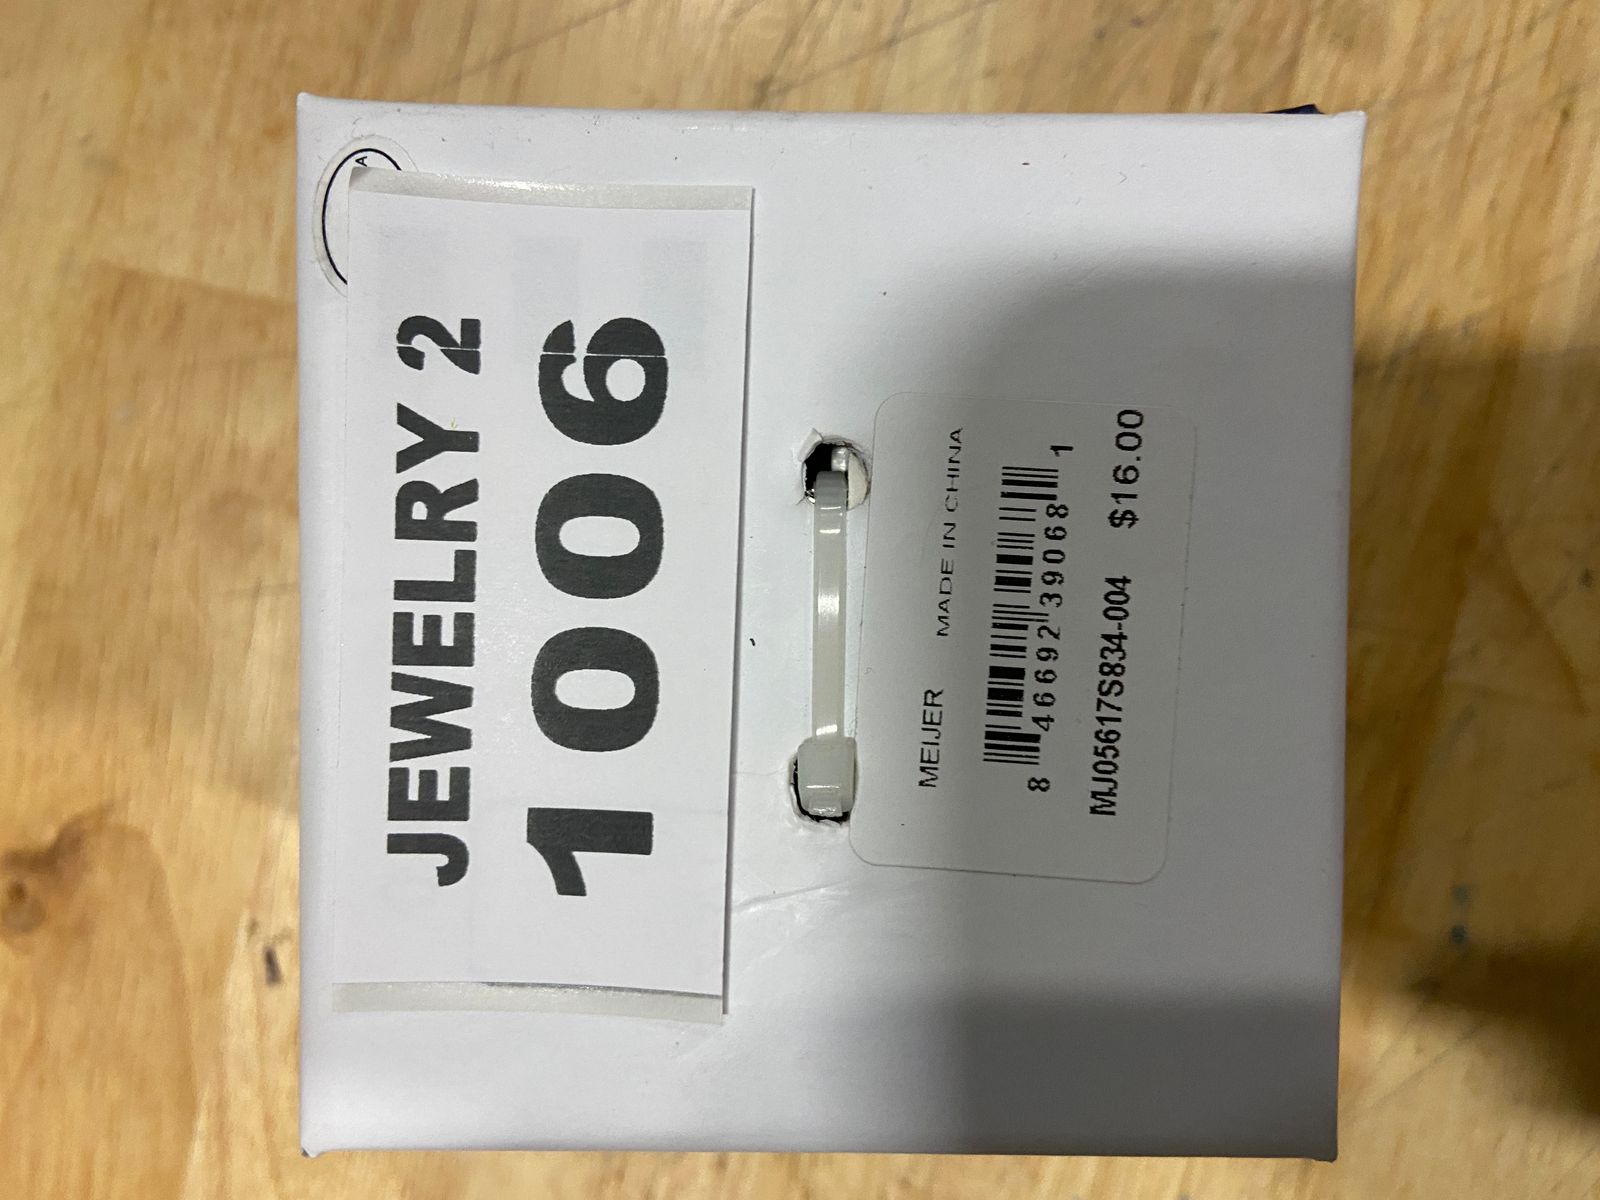 A
JEWELRY 2
1006
MEIJER MADE IN CHINA
8 46692 39068 1
MJ05617S834-004 $16.00